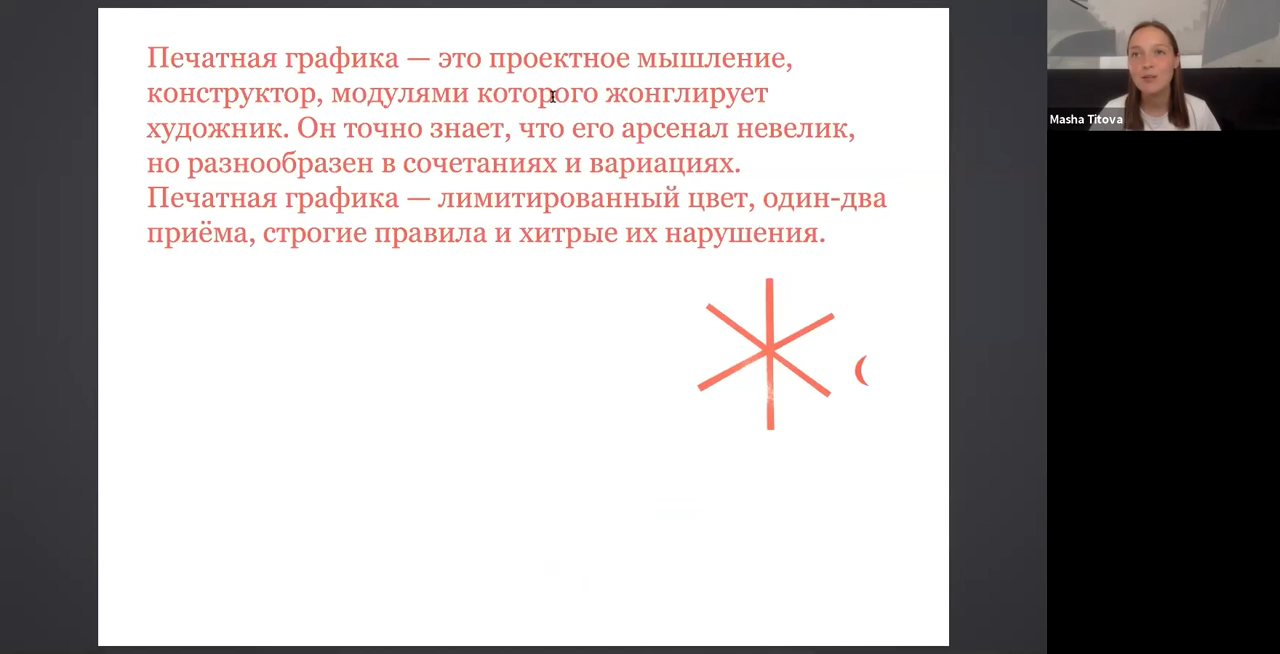 Печатная графика — это проектное мышление,
конструктор, модулями которого жонглирует
художник. Он точно знает, что его арсенал невелик,
но разнообразен в сочетаниях и вариациях.
Печатная графика — лимитированный цвет, один-два
приёма, строгие правила и хитрые их нарушения.
Masha Titova